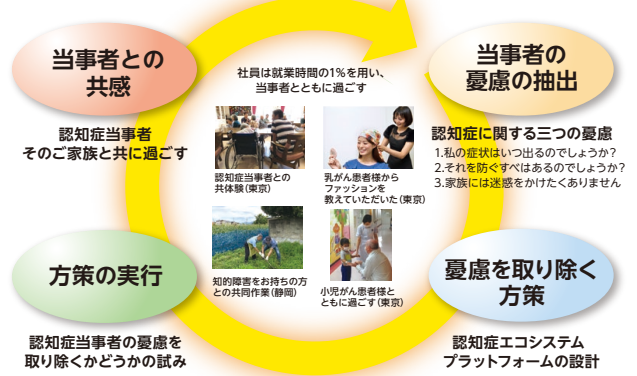 当事者との
共感
認知症当事者
そのご家族と共に過ごす
社員は就業時間の1%を用い、
当事者とともに過ごす
認知症当事者との
共体験(東京)
乳がん患者様から
ファッションを
教えていただいた(東京)
知的障害をお持ちの方
との共同作業(静岡)
小児がん患者様と
ともに過ごす(東京)
当事者の
憂慮の抽出
認知症に関する三つの憂慮
1.私の症状はいつ出るのでしょうか?
2.それを防ぐすべはあるのでしょうか?
3.家族には迷惑をかけたくありません
憂慮を取り除く
方策
認知症エコシステム
プラットフォームの設計
方策の実行
認知症当事者の憂慮を
取り除くかどうかの試み